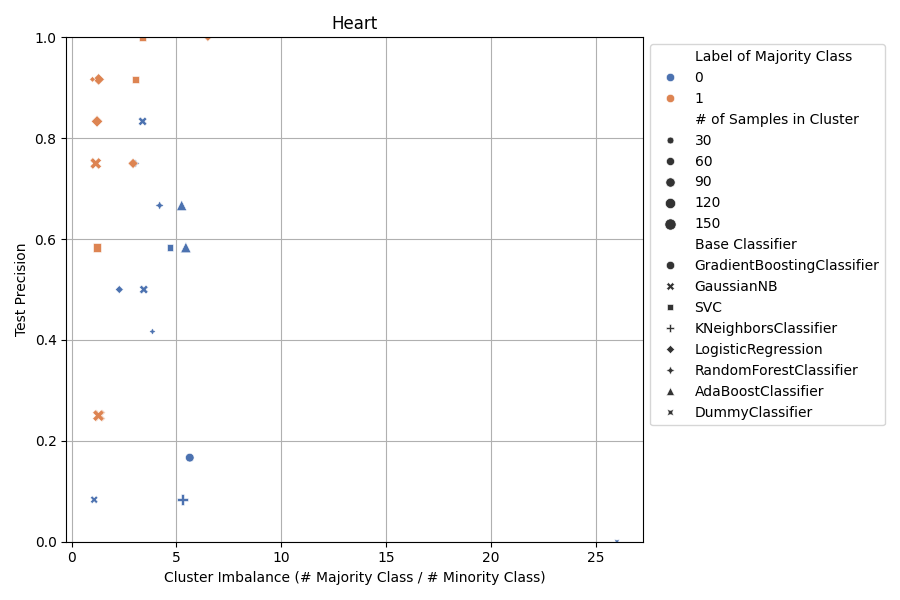 Heart
1.0
0.8
0.6
0.4
0.2
0.0
Test Precision
0
5
10
15
20
25
Cluster Imbalance (# Majority Class / # Minority Class)
Label of Majority Class
0
1
# of Samples in Cluster
30
60
90
120
150
Base Classifier
GradientBoostingClassifier
GaussianNB
SVC
KNeighborsClassifier
LogisticRegression
RandomForestClassifier
AdaBoostClassifier
DummyClassifier